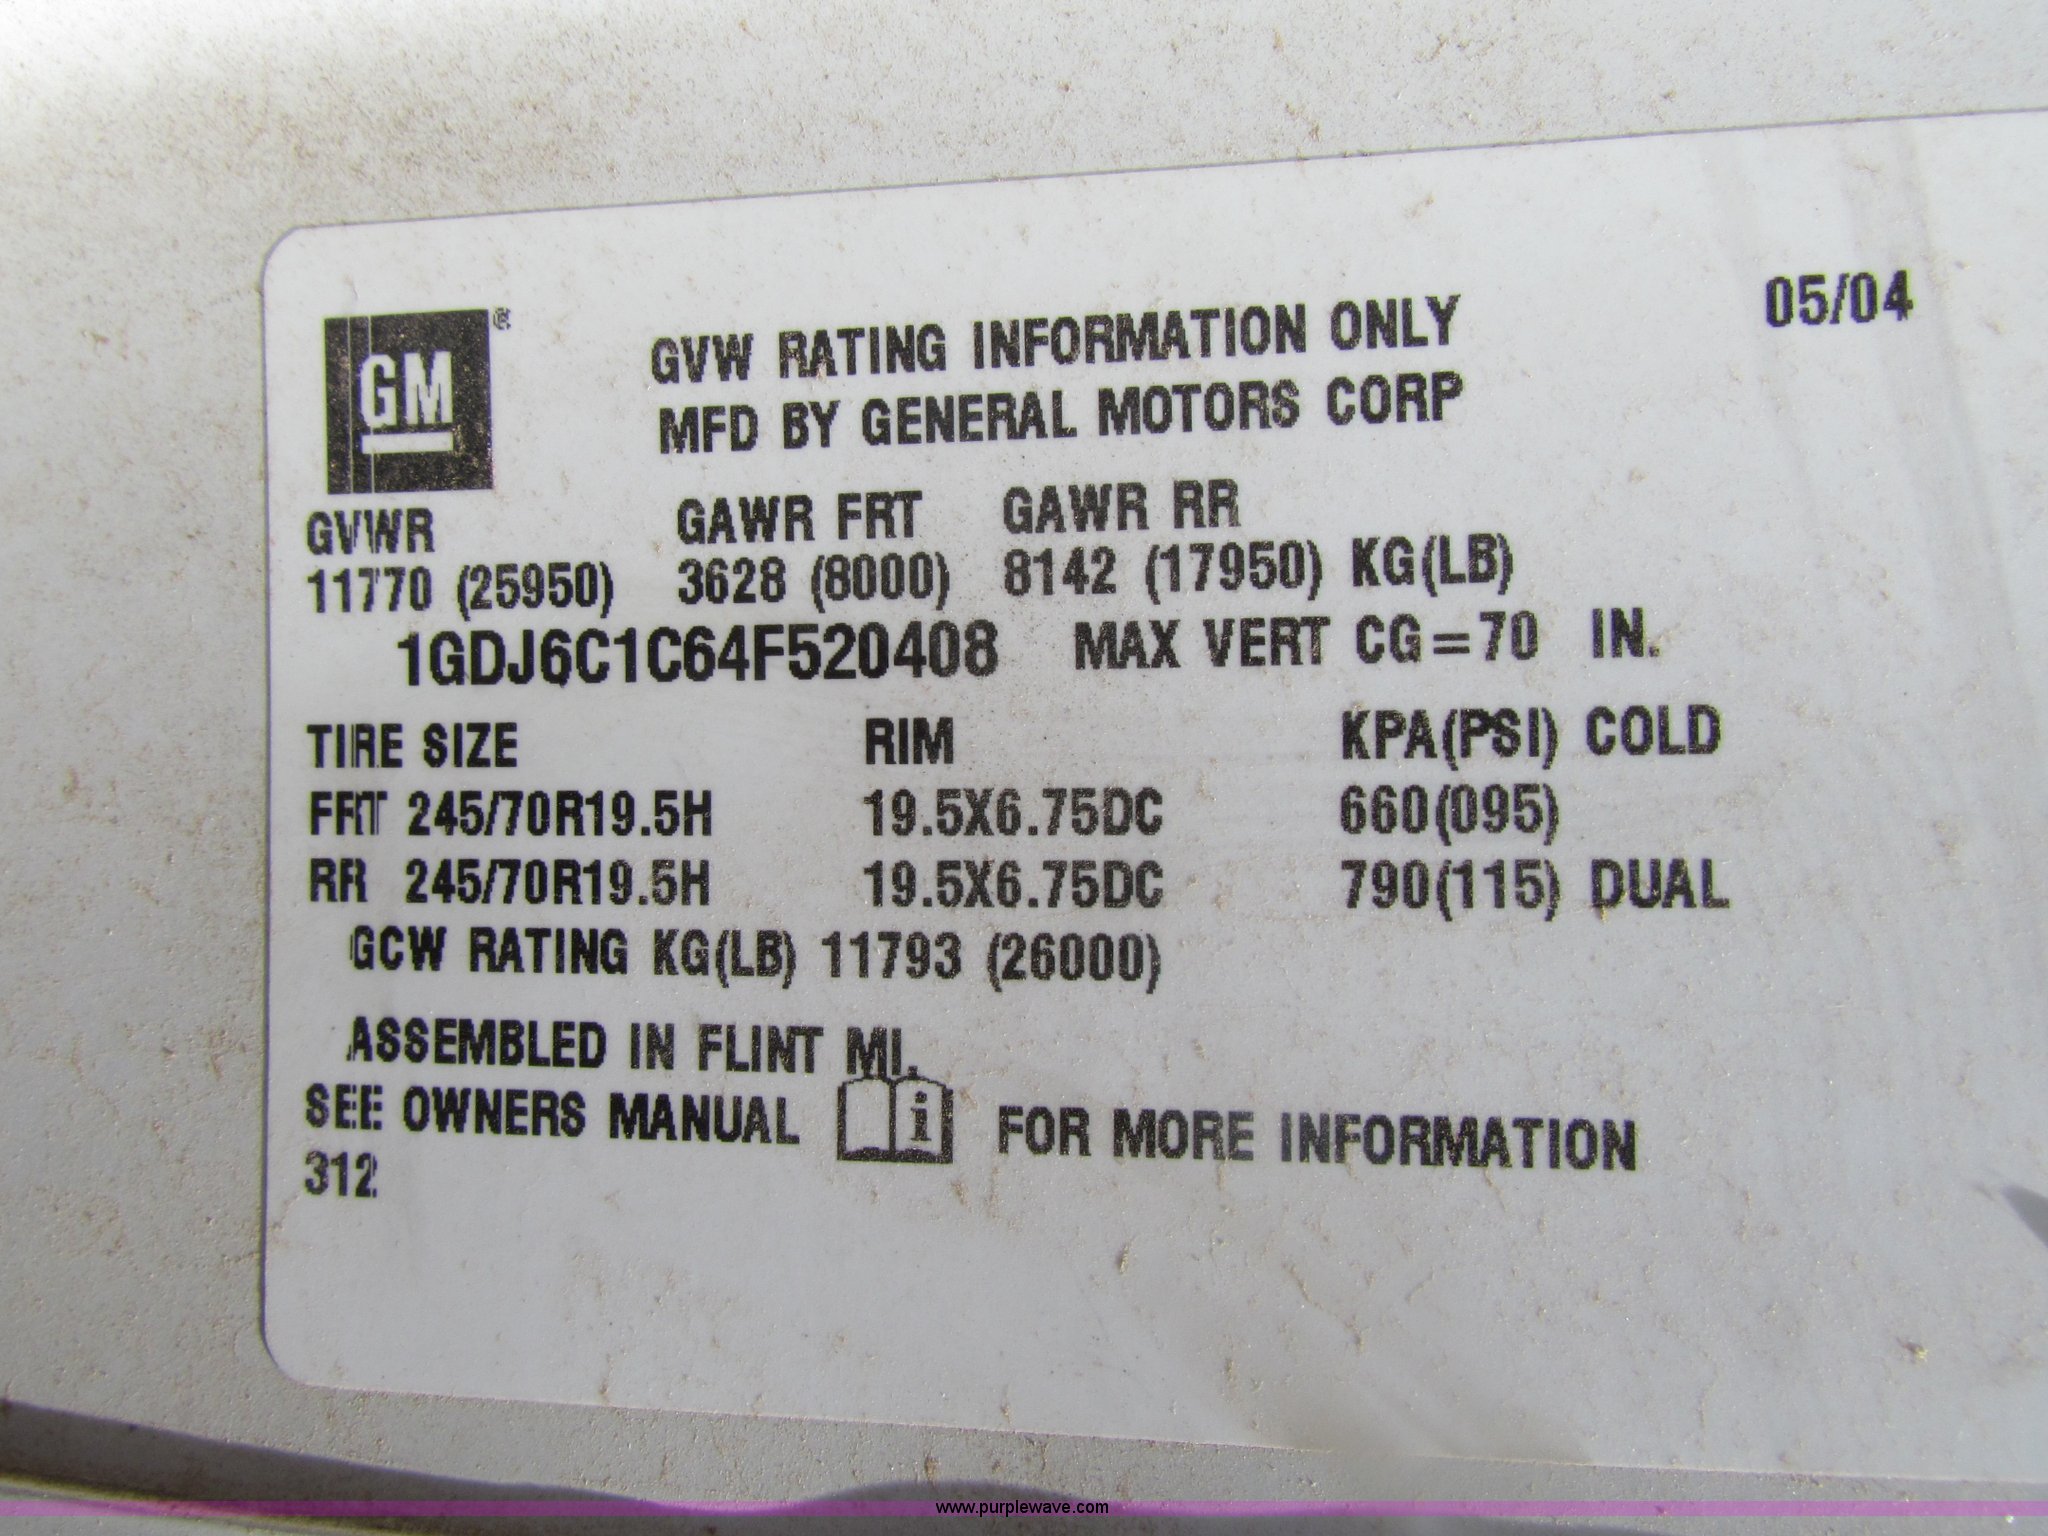 05/04
GM
GVW RATING INFORMATION ONLY
MFD BY GENERAL MOTORS CORP
GVWR GAWR FRT GAWR RR
11770 (25950) 3628 (8000) 8142 (17950) KG(LB)
1GDJ6C1C64F520408 MAX VERT CG=70 IN.
TIRE SIZE RIM KPA(PSI) COLD
FRT 245/70R19.5H 19.5X6.75DC 660(095)
RR 245/70R19.5H 19.5X6.75DC 790(115) DUAL
GCW RATING KG(LB) 11793 (26000)
ASSEMBLED IN FLINT MI.
SEE OWNERS MANUAL i FOR MORE INFORMATION
312
www.purplewave.com